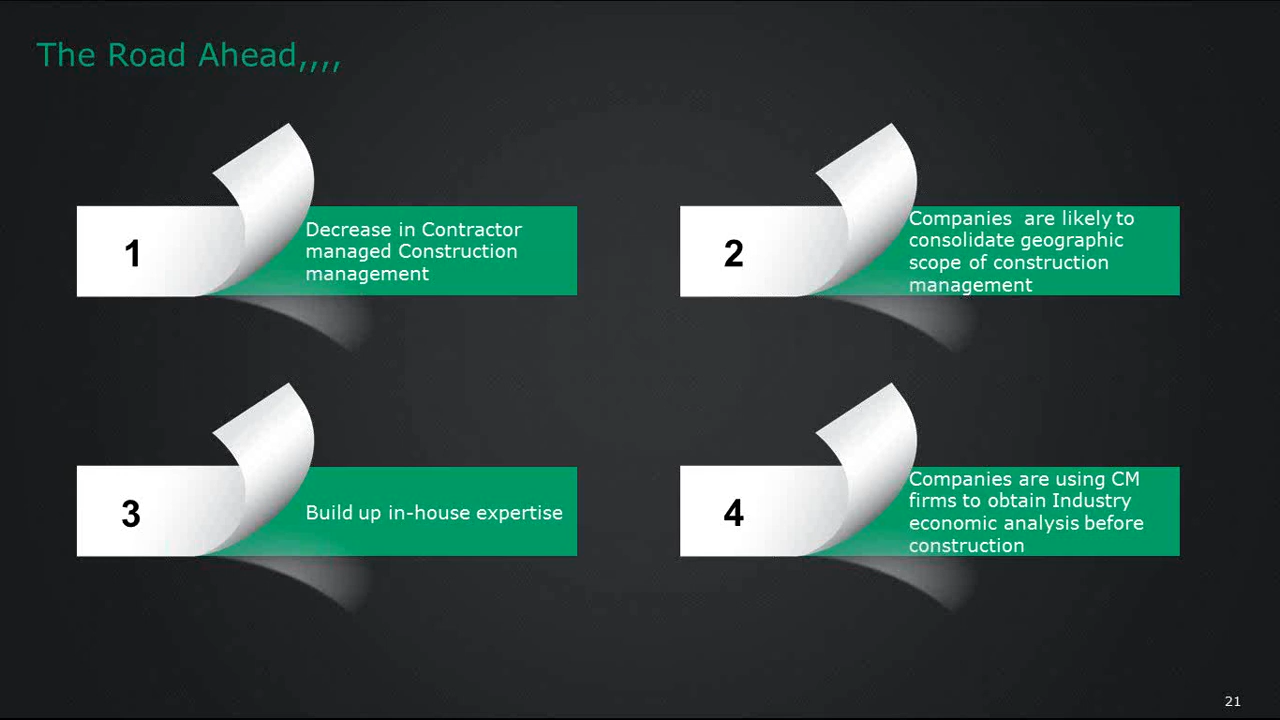 The Road Ahead,,,,
1
Decrease in Contractor
managed Construction
management
2
Companies  are likely to
consolidate geographic
scope of construction
management
3
Build up in-house expertise
4
Companies are using CM
firms to obtain Industry
economic analysis before
construction
21